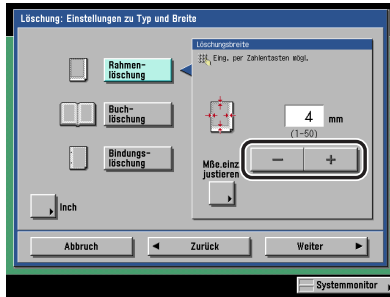 Löschung: Einstellungen zu Typ und Breite
Löschungsbreite
Eing. per Zahlentasten mögl.
Rahmen-
löschung
Buch-
löschung
Bindungs-
löschung
4 mm
(1-50)
Mße.einz
justieren
- +
Inch
Abbruch
Zurück
Weiter
Systemmonitor